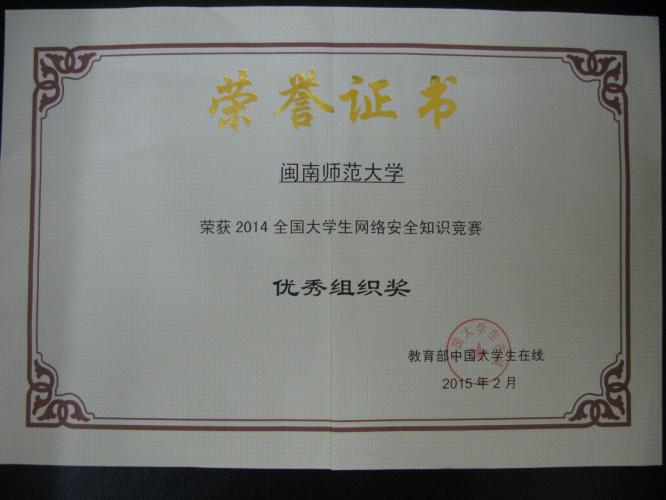 荣誉证书
闽南师范大学
荣获 2014 全国大学生网络安全知识竞赛
优秀组织奖
教育部中国大学生在线
2015 年 2 月